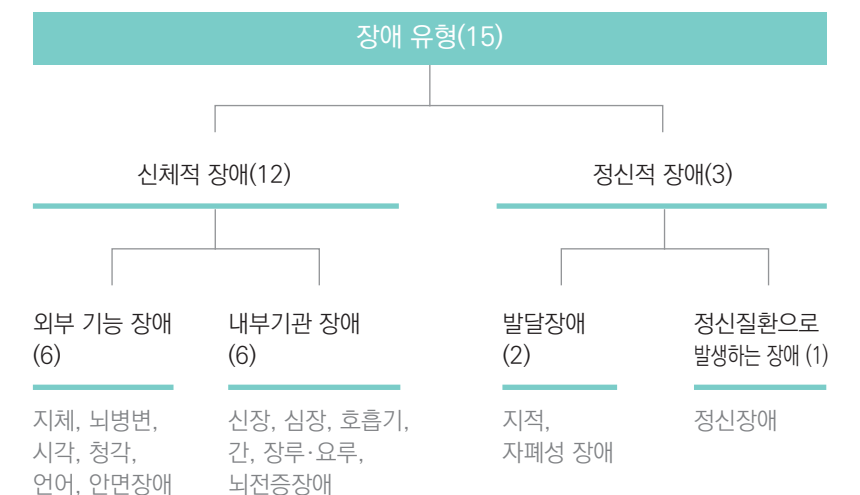 장애 유형(15)
신체적 장애(12)
정신적 장애(3)
외부 기능 장애
(6)
지체, 뇌병변,
시각, 청각,
언어, 안면장애
내부기관 장애
(6)
신장, 심장, 호흡기,
간, 장루·요루,
뇌전증장애
발달장애
(2)
지적,
자폐성 장애
정신질환으로
발생하는 장애 (1)
정신장애